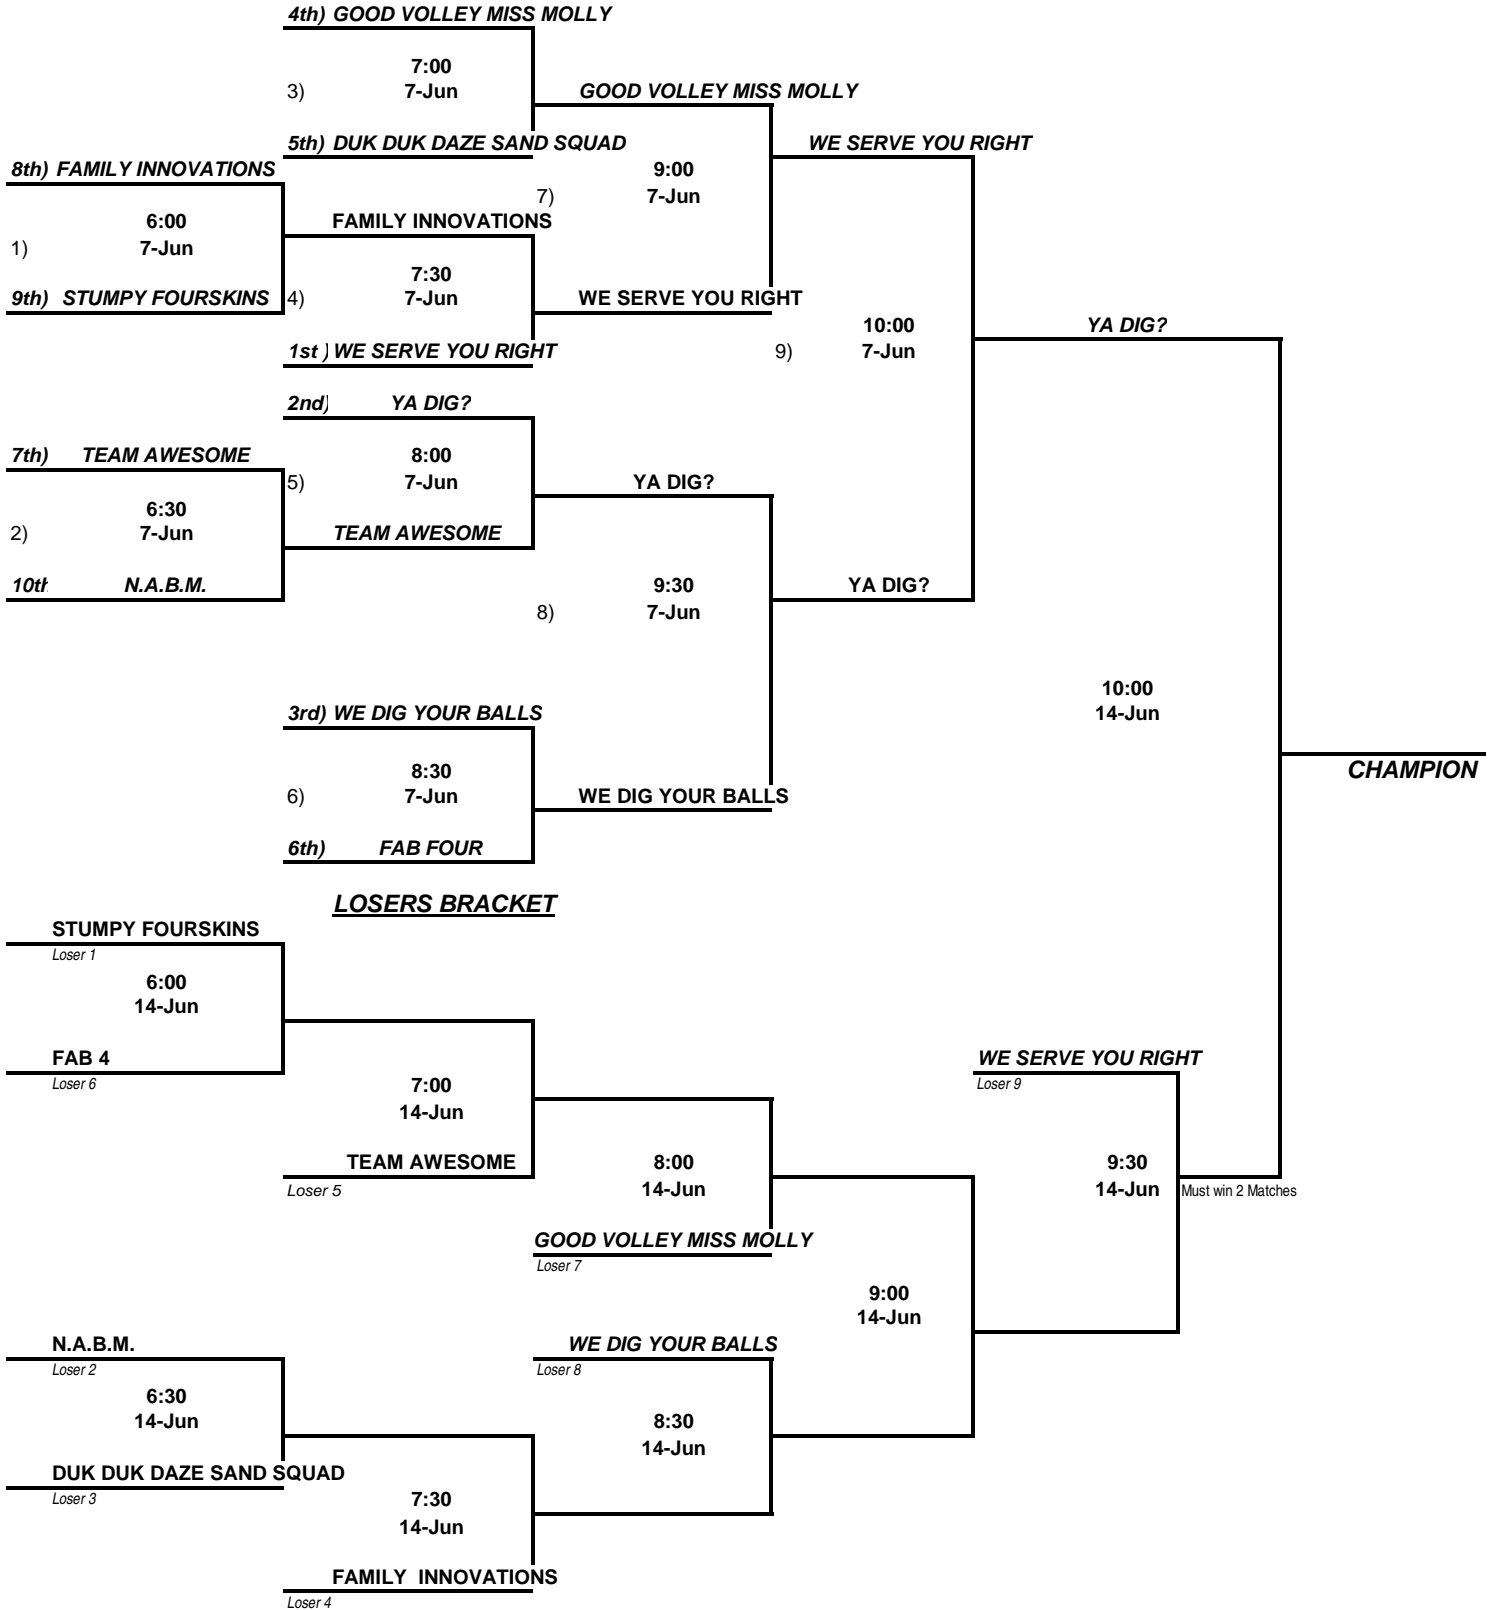 4th) GOOD VOLLEY MISS MOLLY
7:00
3) 7-Jun
GOOD VOLLEY MISS MOLLY
5th) DUK DUK DAZE SAND SQUAD
WE SERVE YOU RIGHT
8th) FAMILY INNOVATIONS
9:00
7) 7-Jun
6:00
FAMILY INNOVATIONS
1) 7-Jun
7:30
9th) STUMPY FOURSKINS
4) 7-Jun
WE SERVE YOU RIGHT
10:00
YA DIG?
1st ) WE SERVE YOU RIGHT
9) 7-Jun
2nd) YA DIG?
7th) TEAM AWESOME
8:00
5) 7-Jun
YA DIG?
6:30
2) 7-Jun
TEAM AWESOME
10th N.A.B.M.
9:30
YA DIG?
8) 7-Jun
10:00
14-Jun
3rd) WE DIG YOUR BALLS
8:30
CHAMPION
6) 7-Jun
WE DIG YOUR BALLS
6th) FAB FOUR
LOSERS BRACKET
STUMPY FOURSKINS
Loser 1
6:00
14-Jun
FAB 4
Loser 6
WE SERVE YOU RIGHT
Loser 9
7:00
14-Jun
TEAM AWESOME
Loser 5
8:00
14-Jun
9:30
14-Jun Must win 2 Matches
GOOD VOLLEY MISS MOLLY
Loser 7
9:00
14-Jun
N.A.B.M.
Loser 2
WE DIG YOUR BALLS
Loser 8
6:30
14-Jun
8:30
14-Jun
DUK DUK DAZE SAND SQUAD
Loser 3
7:30
14-Jun
FAMILY  INNOVATIONS
Loser 4